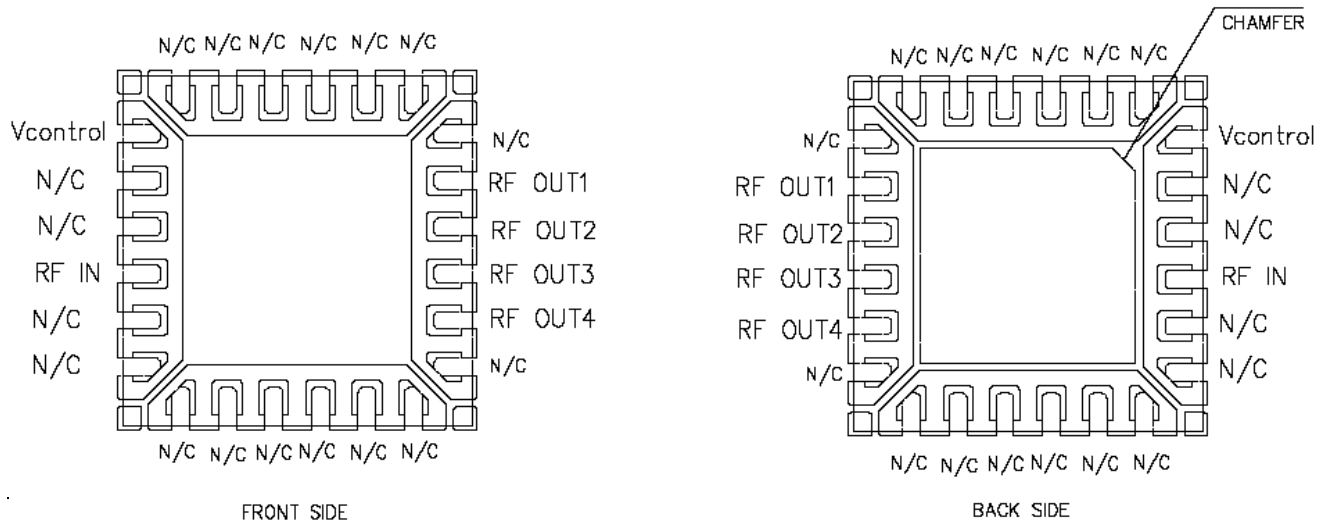 N/C N/C N/C N/C N/C N/C
Vcontrol
N/C
N/C
RF IN
N/C
N/C
N/C
RF OUT1
RF OUT2
RF OUT3
RF OUT4
N/C
N/C N/C N/C N/C N/C N/C
FRONT SIDE
CHAMFER
N/C N/C N/C N/C N/C N/C
N/C
RF OUT1
RF OUT2
RF OUT3
RF OUT4
N/C
Vcontrol
N/C
N/C
RF IN
N/C
N/C
N/C N/C N/C N/C N/C N/C
BACK SIDE